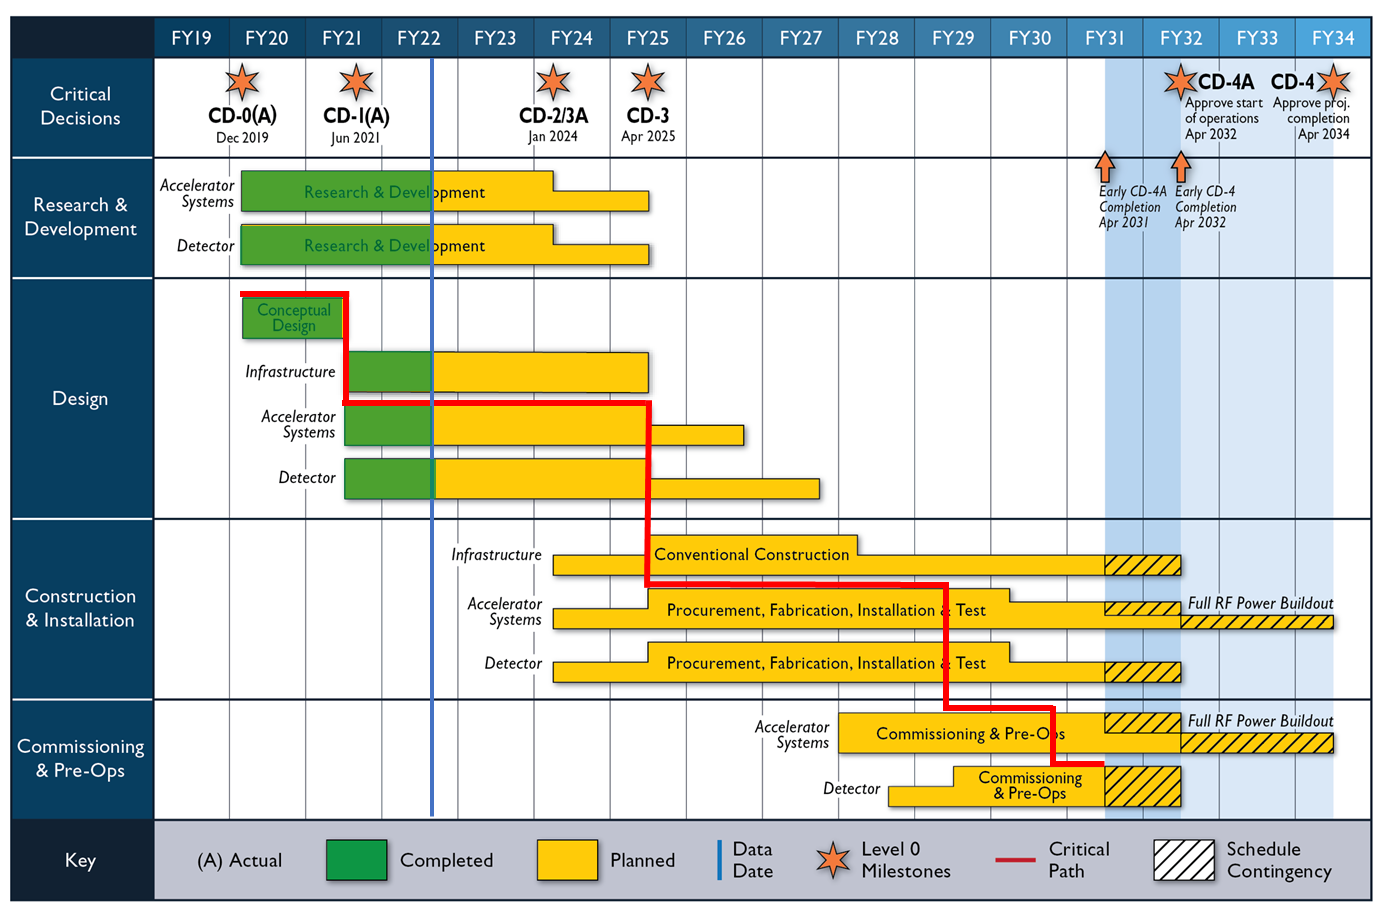 FY19 FY20 FY21 FY22 FY23 FY24 FY25 FY26 FY27 FY28 FY29 FY30 FY31 FY32 FY33 FY34
Critical
Decisions
CD-0(A)
Dec 2019
CD-1(A)
Jun 2021
CD-2/3A
Jan 2024
CD-3
Apr 2025
CD-4A
Approve start
of operations
Apr 2032
CD-4
Approve proj.
completion
Apr 2034
Early CD-4A
Completion
Apr 2031
Early CD-4
Completion
Apr 2032
Research &
Development
Accelerator
Systems
Research & Development
Detector
Research & Development
Design
Conceptual
Design
Infrastructure
Accelerator
Systems
Detector
Construction
& Installation
Infrastructure
Conventional Construction
Accelerator
Systems
Procurement, Fabrication, Installation & Test
Full RF Power Buildout
Detector
Procurement, Fabrication, Installation & Test
Commissioning
& Pre-Ops
Accelerator
Systems
Commissioning & Pre-Ops
Full RF Power Buildout
Detector
Commissioning
& Pre-Ops
Key
(A) Actual
Completed
Planned
Data
Date
Level 0
Milestones
Critical
Path
Schedule
Contingency